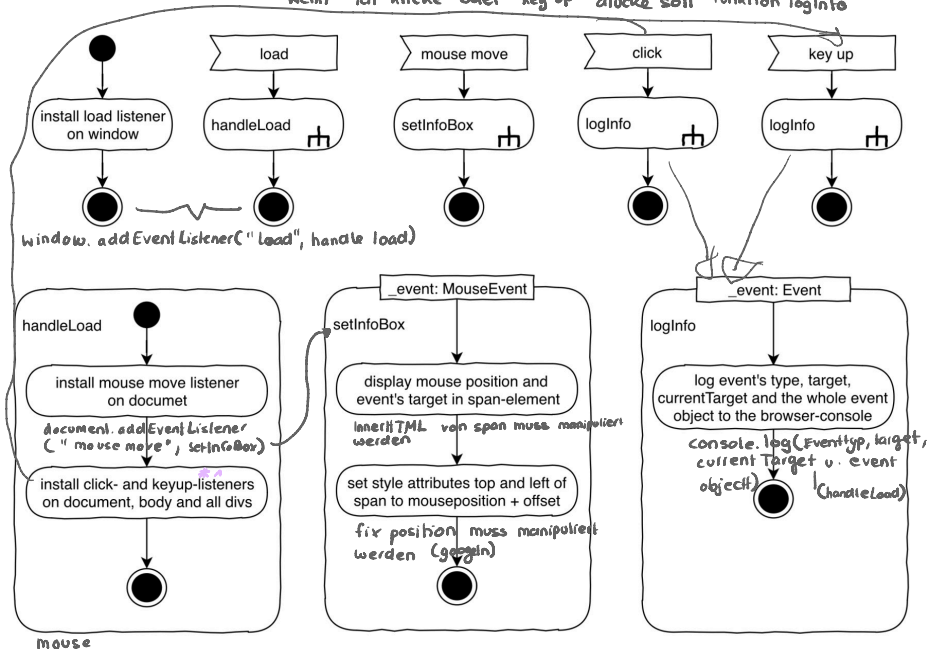 wenn ich klicke oder key up drücke soll funktion logInfo
load
mouse move
click
key up
install load listener
on window
handleLoad
setInfoBox
logInfo
logInfo
window.addEventListener("load", handle load)
handleLoad
install mouse move listener
on documet
document.addEventListener
("mouse move", setInfoBox)
install click- and keyup-listeners
on document, body and all divs
mouse
_event: MouseEvent
setInfoBox
display mouse position and
event's target in span-element
InnerHTML von span muss manipuliert
werden
set style attributes top and left of
span to mouseposition + offset
fix position muss manipuliert
werden (googeln)
_event: Event
logInfo
log event's type, target,
currentTarget and the whole event
object to the browser-console
console.log(Eventtyp, target,
current Target u. event
object)
(handleLoad)